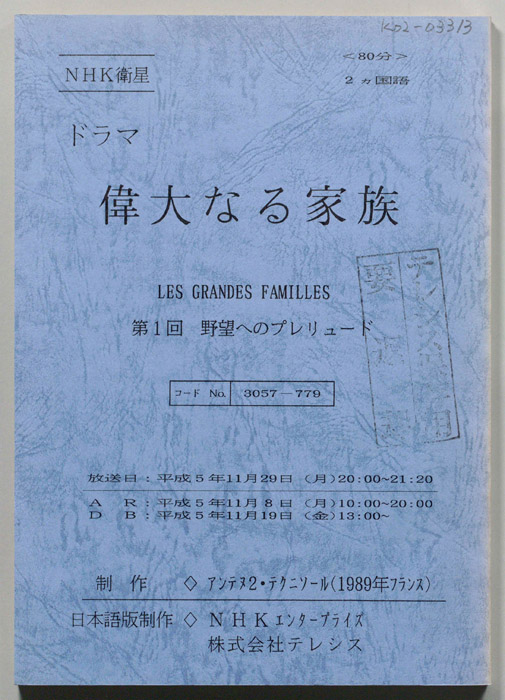 K02-03313
NHK衛星
<80分>
2ヵ国語
ドラマ
偉大なる家族
LES GRANDES FAMILLES
第1回 野望へのプレリュード
コード No. 3057-779
放送日:平成5年11月29日(月)20:00~21:20
A R:平成5年11月8日(月)10:00~20:00
D B:平成5年11月19日(金)13:00~
制作 ◇ アンテヌ2・テクニソール(1989年フランス)
日本語版制作 ◇ NHKエンタープライズ
株式会社テレシス